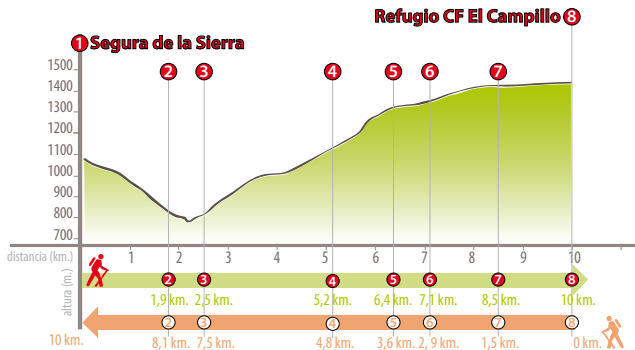 Refugio CF El Campillo 8
1 Segura de la Sierra
2 3 4 5 6 7
1500
1400
1300
1200
1100
1000
900
800
700
distancia (km.) 1 2 3 4 5 6 7 8 9 10
altura (m.)
2 3 4 5 6 7 8
1,9 km. 2,5 km. 5,2 km. 6,4 km. 7,1 km. 8,5 km. 10 km.
2 3 4 5 6 7 8
10 km. 8,1 km. 7,5 km. 4,8 km. 3,6 km. 2, 9 km. 1,5 km. 0 km.